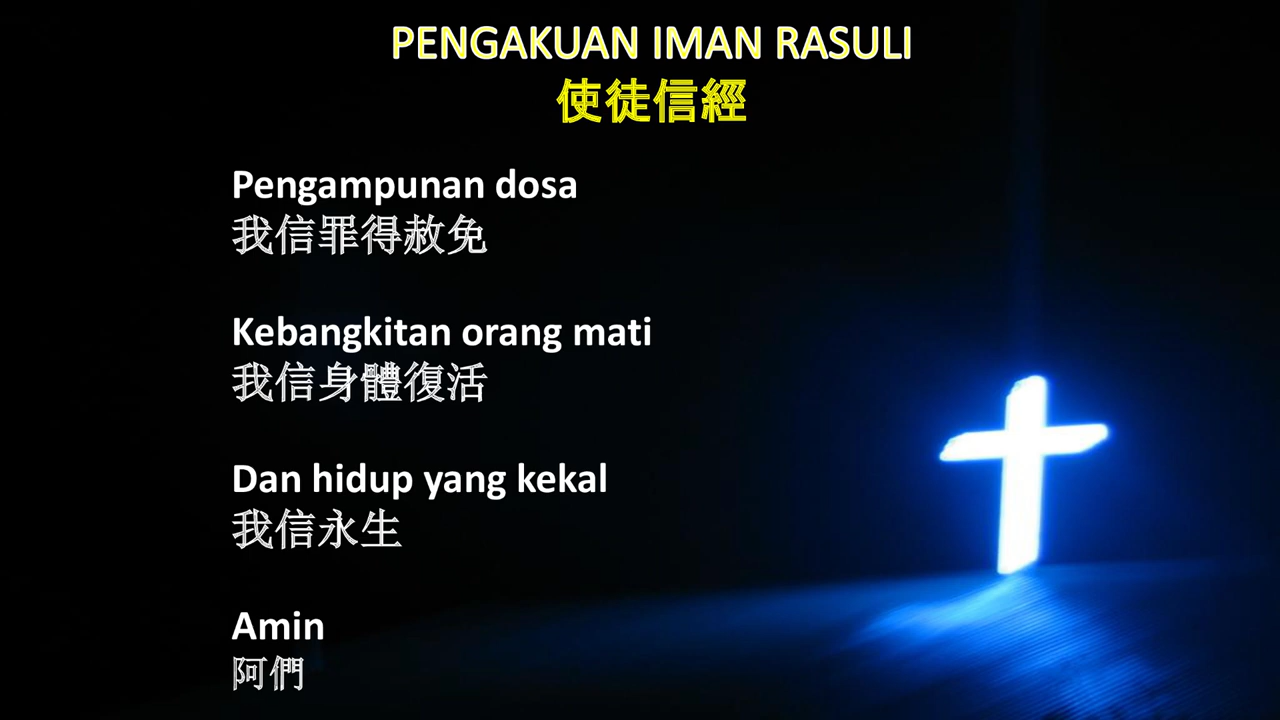 PENGAKUAN IMAN RASULI
使徒信經
Pengampunan dosa
我信罪得赦免
Kebangkitan orang mati
我信身體復活
Dan hidup yang kekal
我信永生
Amin
阿們